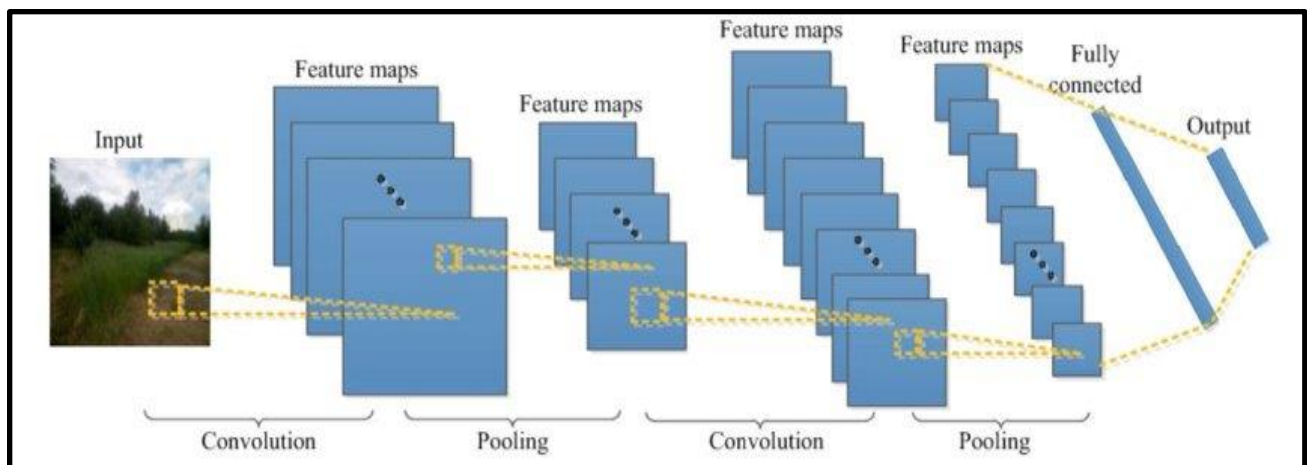 Input
Feature maps
Feature maps
Feature maps
Feature maps
Fully
connected
Output
Convolution
Pooling
Convolution
Pooling